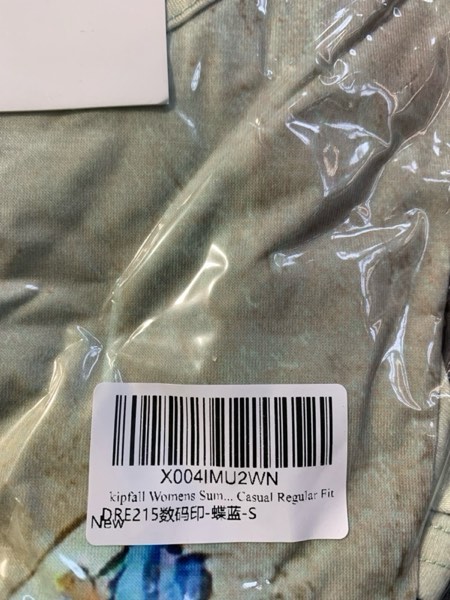 X004IMU2WN
kipfall Womens Sum... Casual Regular Fit
DRE215数码印-蝶蓝-S
New